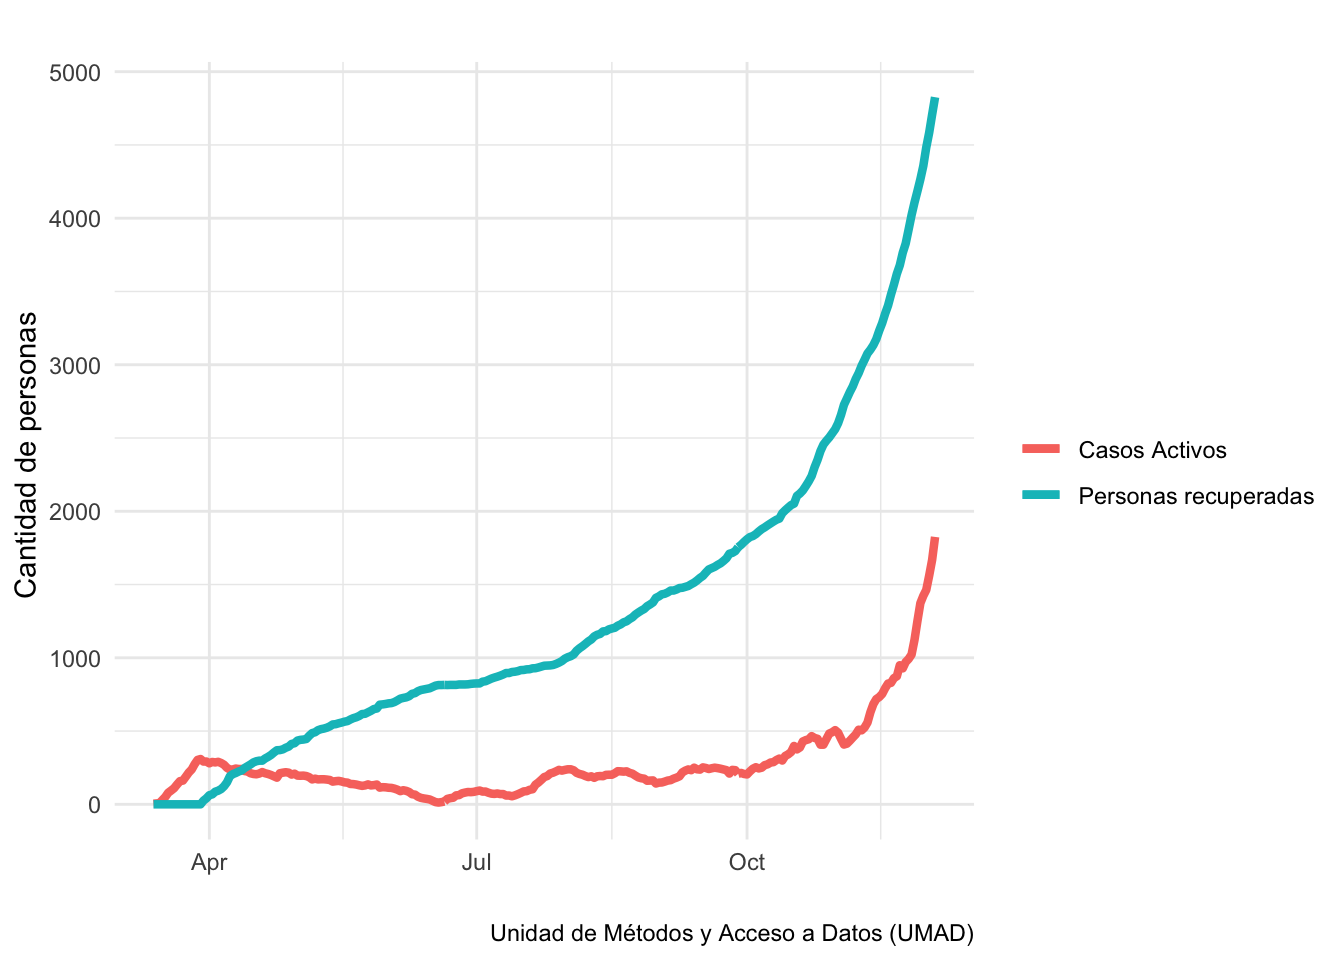 5000
4000
3000
2000
1000
0
Cantidad de personas
Apr
Jul
Oct
Casos Activos
Personas recuperadas
Unidad de Métodos y Acceso a Datos (UMAD)